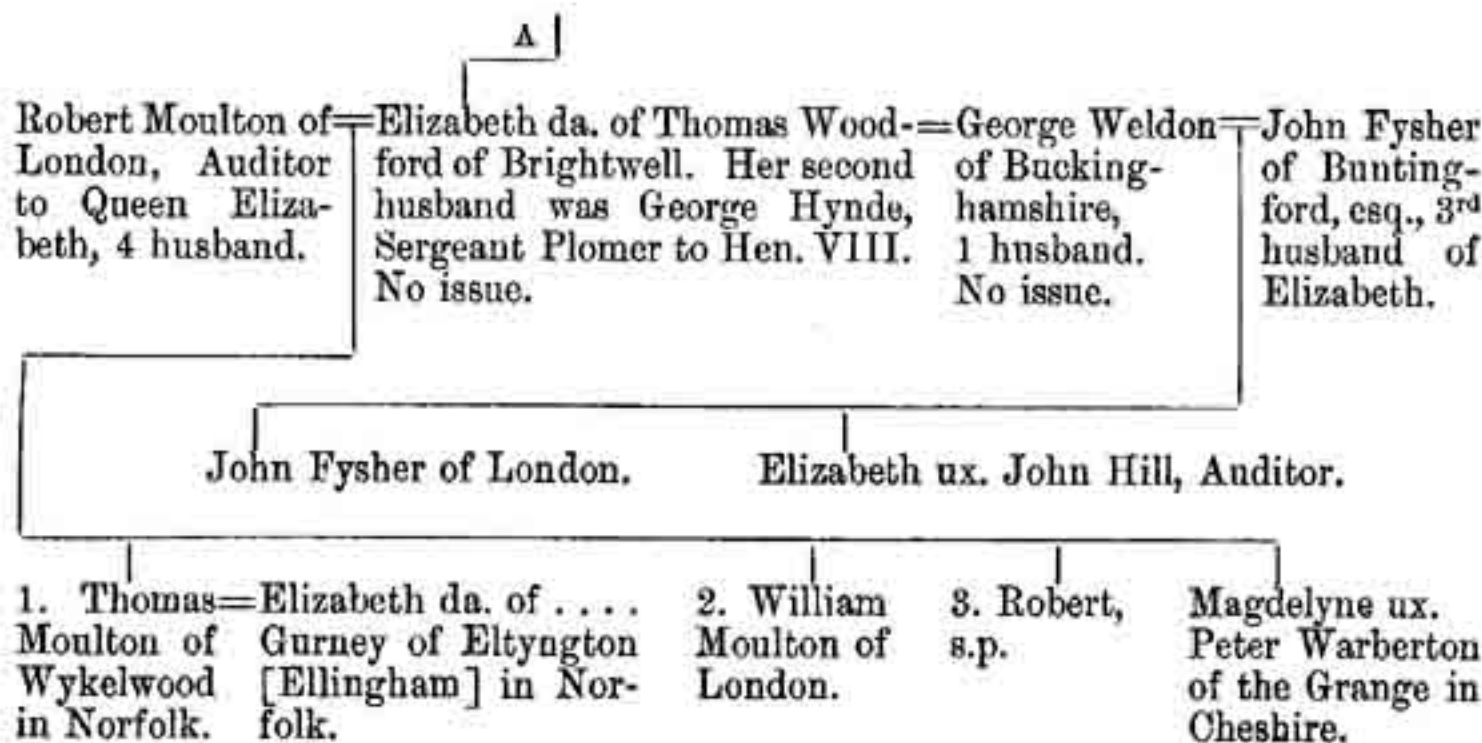 A
Robert Moulton of
London, Auditor
to Queen Eliza-
beth, 4 husband.
Elizabeth da. of Thomas Wood-
ford of Brightwell. Her second
husband was George Hynde,
Sergeant Plomer to Hen. VIII.
No issue.
George Weldon
of Bucking-
hamshire,
1 husband.
No issue.
John Fysher
of Bunting-
ford, esq., 3rd
husband of
Elizabeth.
John Fysher of London.
Elizabeth ux. John Hill, Auditor.
1. Thomas
Moulton of
Wykelwood
in Norfolk.
Elizabeth da. of ....
Gurney of Eltyngton
[Ellingham] in Nor-
folk.
2. William
Moulton of
London.
3. Robert,
s.p.
Magdelyne ux.
Peter Warberton
of the Grange in
Cheshire.